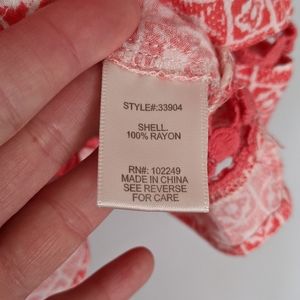 STYLE#:33904
SHELL.
100% RAYON
RN#: 102249
MADE IN CHINA
SEE REVERSE
FOR CARE